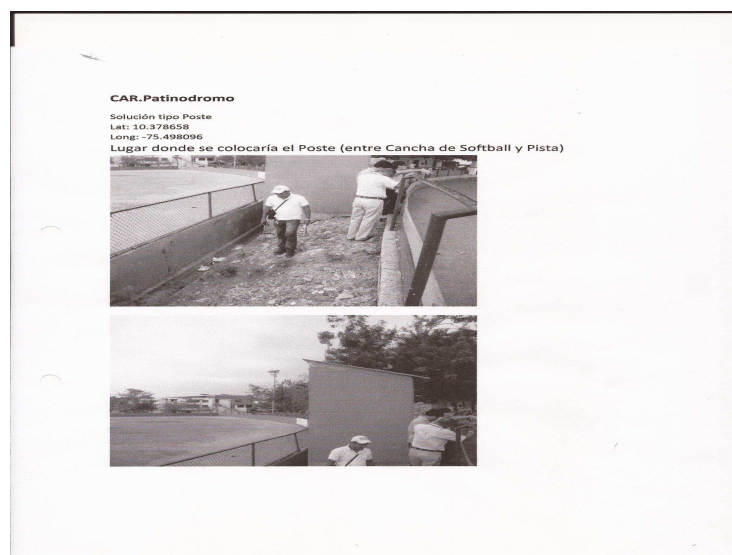 CAR.Patinodromo
Solución tipo Poste
Lat: 10.378658
Long: -75.498096
Lugar donde se colocaría el Poste (entre Cancha de Softball y Pista)